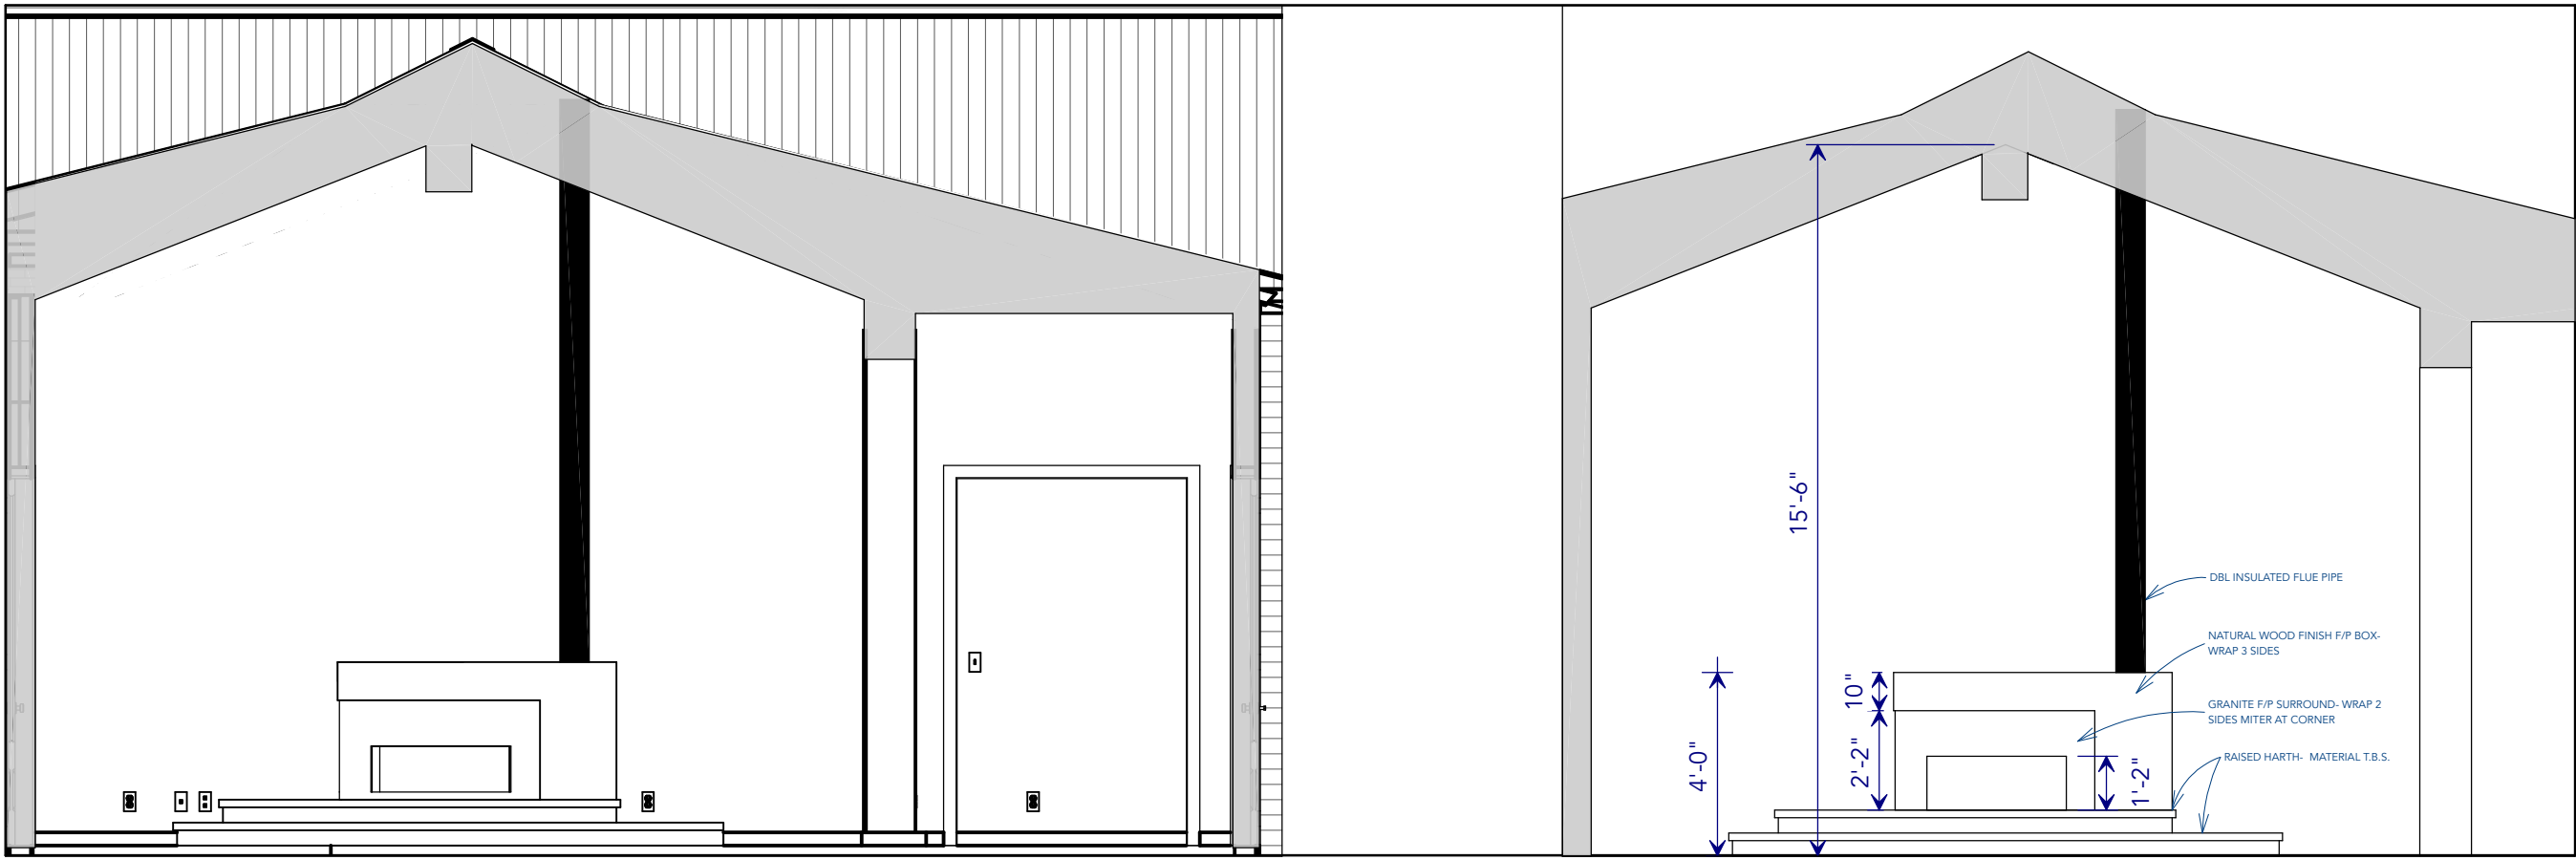 15'-6"
DBL INSULATED FLUE PIPE
NATURAL WOOD FINISH F/P BOX-
WRAP 3 SIDES
10"
GRANITE F/P SURROUND- WRAP 2
SIDES MITER AT CORNER
4'-0"
2'-2"
1'-2"
RAISED HARTH- MATERIAL T.B.S.